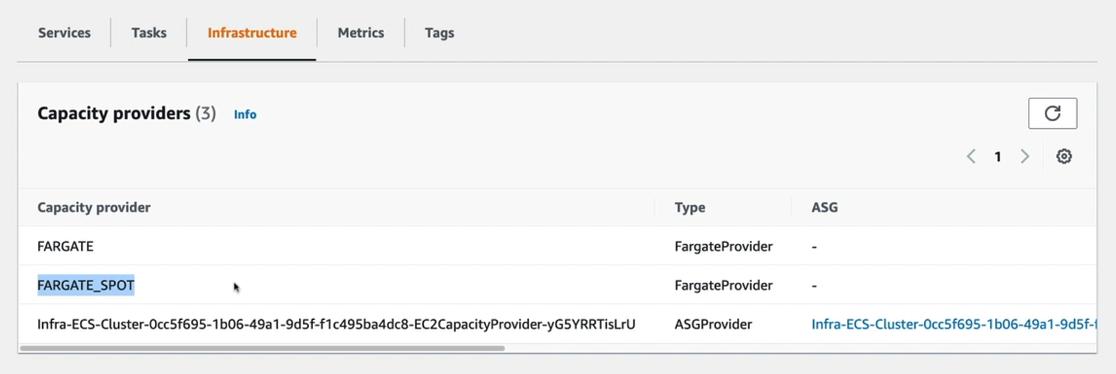 Services Tasks Infrastructure Metrics Tags
Capacity providers (3) Info
1
Capacity provider Type ASG
FARGATE FargateProvider -
FARGATE_SPOT FargateProvider -
Infra-ECS-Cluster-0cc5f695-1b06-49a1-9d5f-f1c495ba4dc8-EC2CapacityProvider-yG5YRRTisLrU ASGProvider Infra-ECS-Cluster-0cc5f695-1b06-49a1-9d5f-f